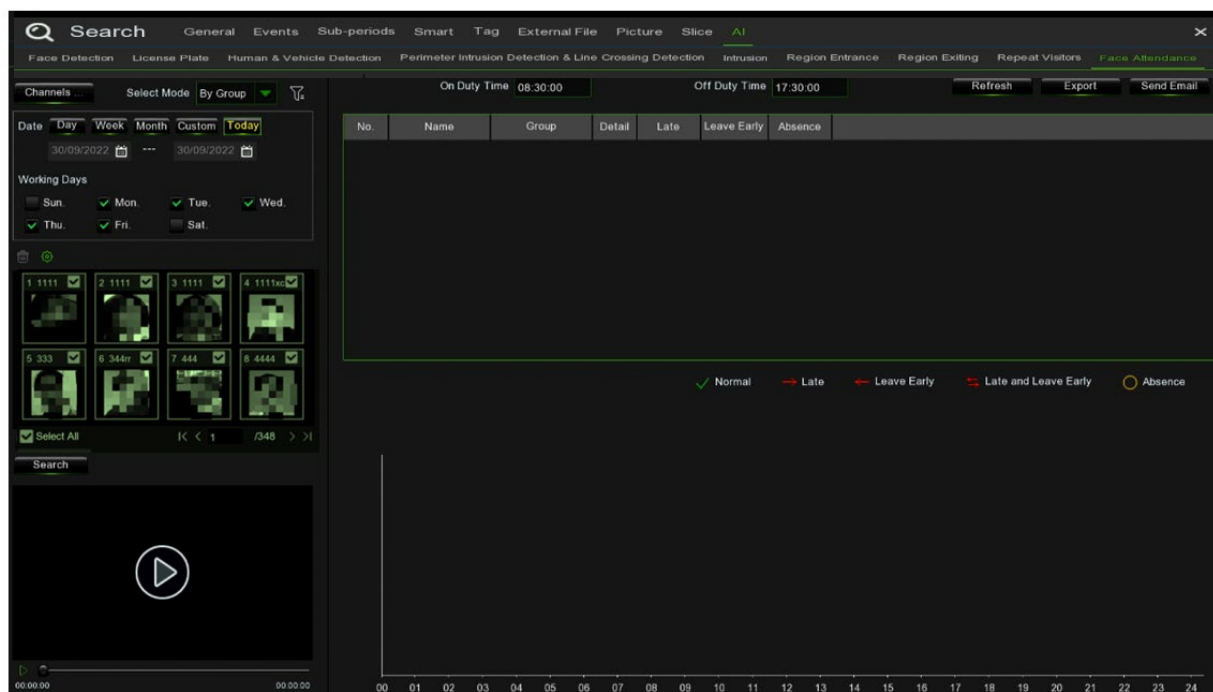 Search General Events Sub-periods Smart Tag External File Picture Slice AI
Face Detection License Plate Human & Vehicle Detection Perimeter Intrusion Detection & Line Crossing Detection Intrusion Region Entrance Region Exiting Repeat Visitors Face Attendance
Channels ... Select Mode By Group
On Duty Time 08:30:00 Off Duty Time 17:30:00 Refresh Export Send Email
Date Day Week Month Custom Today
30/09/2022 --- 30/09/2022
Working Days
Sun. Mon. Tue. Wed.
Thu. Fri. Sat.
No. Name Group Detail Late Leave Early Absence
1 1111 2 1111 3 1111 4 1111xc
5 333 6 344rr 7 444 8 4444
Select All 1 /348
Search
Normal Late Leave Early Late and Leave Early Absence
00:00:00 00:00:00
00 01 02 03 04 05 06 07 08 09 10 11 12 13 14 15 16 17 18 19 20 21 22 23 24